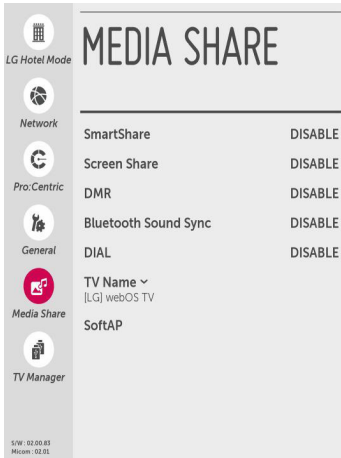 LG Hotel Mode
Network
Pro:Centric
General
Media Share
TV Manager
S/W : 02.00.83
Micom : 02.01
MEDIA SHARE
SmartShare DISABLE
Screen Share DISABLE
DMR DISABLE
Bluetooth Sound Sync DISABLE
DIAL DISABLE
TV Name
[LG] webOS TV
SoftAP